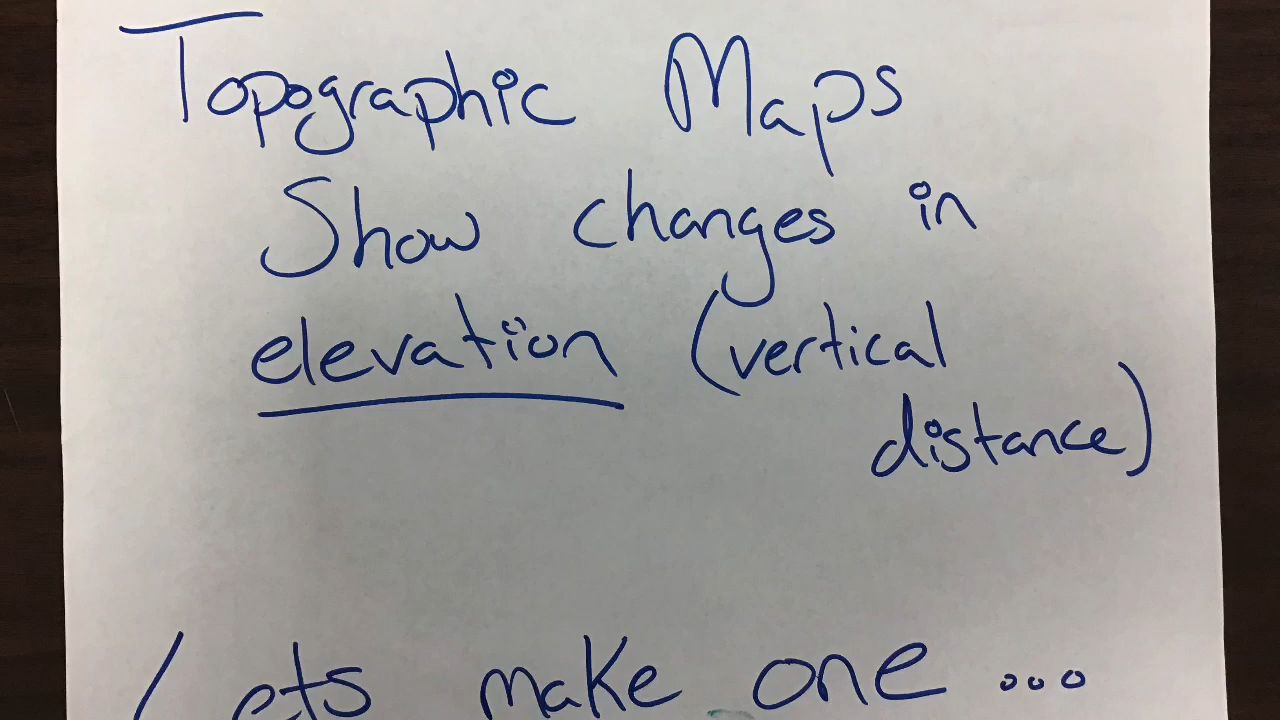 Topographic Maps
Show changes in
elevation (vertical
distance)
Lets make one...